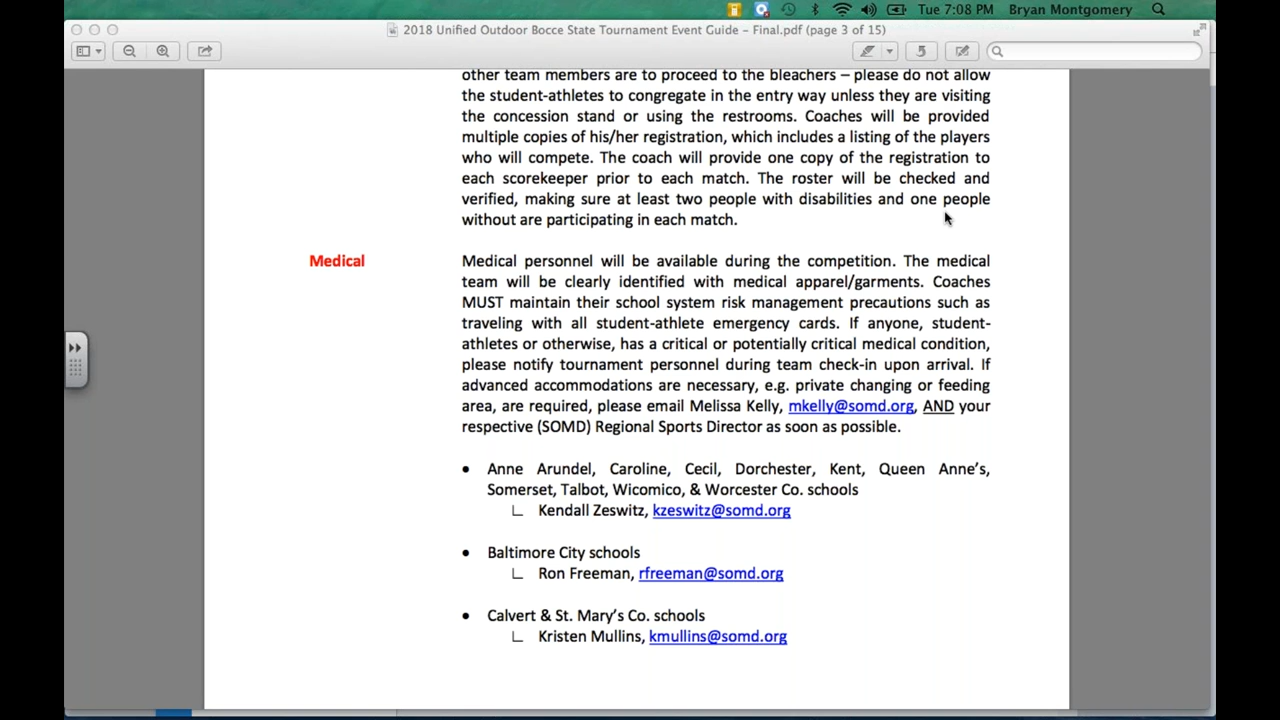 Tue 7:08 PM Bryan Montgomery
2018 Unified Outdoor Bocce State Tournament Event Guide – Final.pdf (page 3 of 15)
other team members are to proceed to the bleachers – please do not allow
the student-athletes to congregate in the entry way unless they are visiting
the concession stand or using the restrooms. Coaches will be provided
multiple copies of his/her registration, which includes a listing of the players
who will compete. The coach will provide one copy of the registration to
each scorekeeper prior to each match. The roster will be checked and
verified, making sure at least two people with disabilities and one people
without are participating in each match.
Medical
Medical personnel will be available during the competition. The medical
team will be clearly identified with medical apparel/garments. Coaches
MUST maintain their school system risk management precautions such as
traveling with all student-athlete emergency cards. If anyone, student-
athletes or otherwise, has a critical or potentially critical medical condition,
please notify tournament personnel during team check-in upon arrival. If
advanced accommodations are necessary, e.g. private changing or feeding
area, are required, please email Melissa Kelly, mkelly@somd.org, AND your
respective (SOMD) Regional Sports Director as soon as possible.
• Anne Arundel, Caroline, Cecil, Dorchester, Kent, Queen Anne's,
Somerset, Talbot, Wicomico, & Worcester Co. schools
Kendall Zeswitz, kzeswitz@somd.org
• Baltimore City schools
Ron Freeman, rfreeman@somd.org
• Calvert & St. Mary's Co. schools
Kristen Mullins, kmullins@somd.org